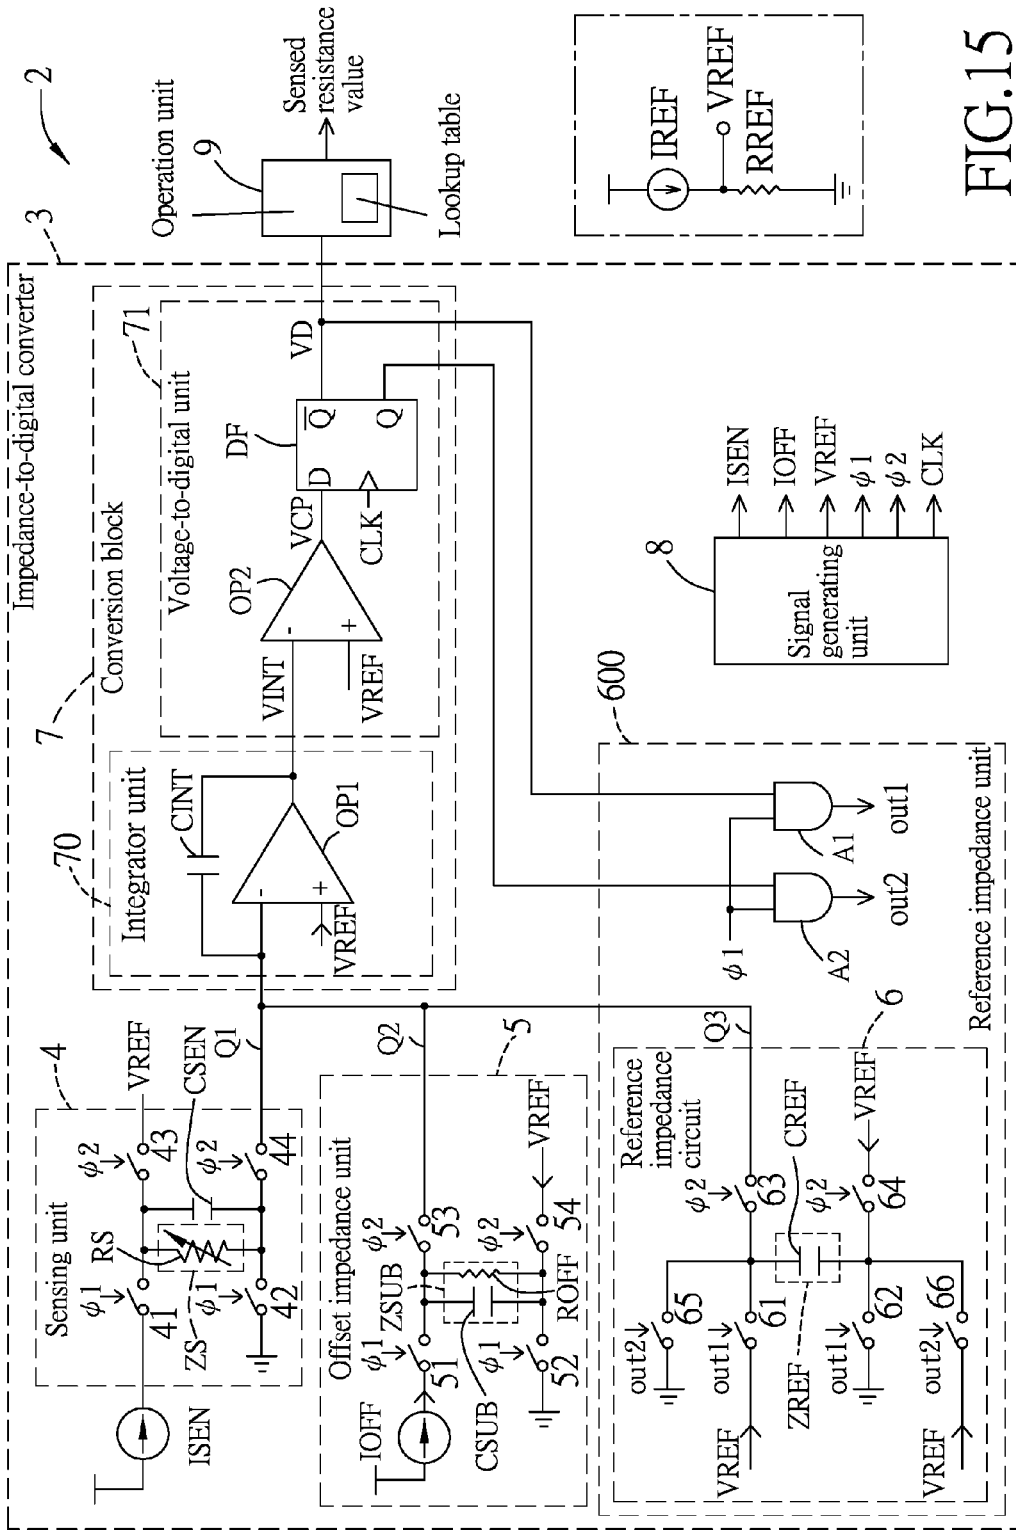 FIG.15
2
3
Impedance-to-digital converter
7
Conversion block
71
Voltage-to-digital unit
70
Integrator unit
CINT
OP1
-
+
VREF
VINT
OP2
-
+
VREF
VCP
DF
D
Q
Q
CLK
VD
Operation unit
9
Sensed
resistance
value
Lookup table
IREF
VREF
RREF
4
Sensing unit
ISEN
ϕ1
41
RS
ϕ2
43
VREF
CSEN
Q1
ZS
ϕ1
42
ϕ2
44
5
Offset impedance unit
IOFF
ϕ1
51
ZSUB
ϕ2
53
Q2
CSUB
ϕ1
52
ROFF
ϕ2
54
VREF
600
Reference impedance unit
6
Reference
impedance
circuit
Q3
out2
65
out1
61
VREF
ϕ2
63
CREF
ZREF
out1
62
ϕ2
64
VREF
out2
66
VREF
ϕ1
A1
out1
A2
out2
8
Signal
generating
unit
ISEN
IOFF
VREF
ϕ1
ϕ2
CLK